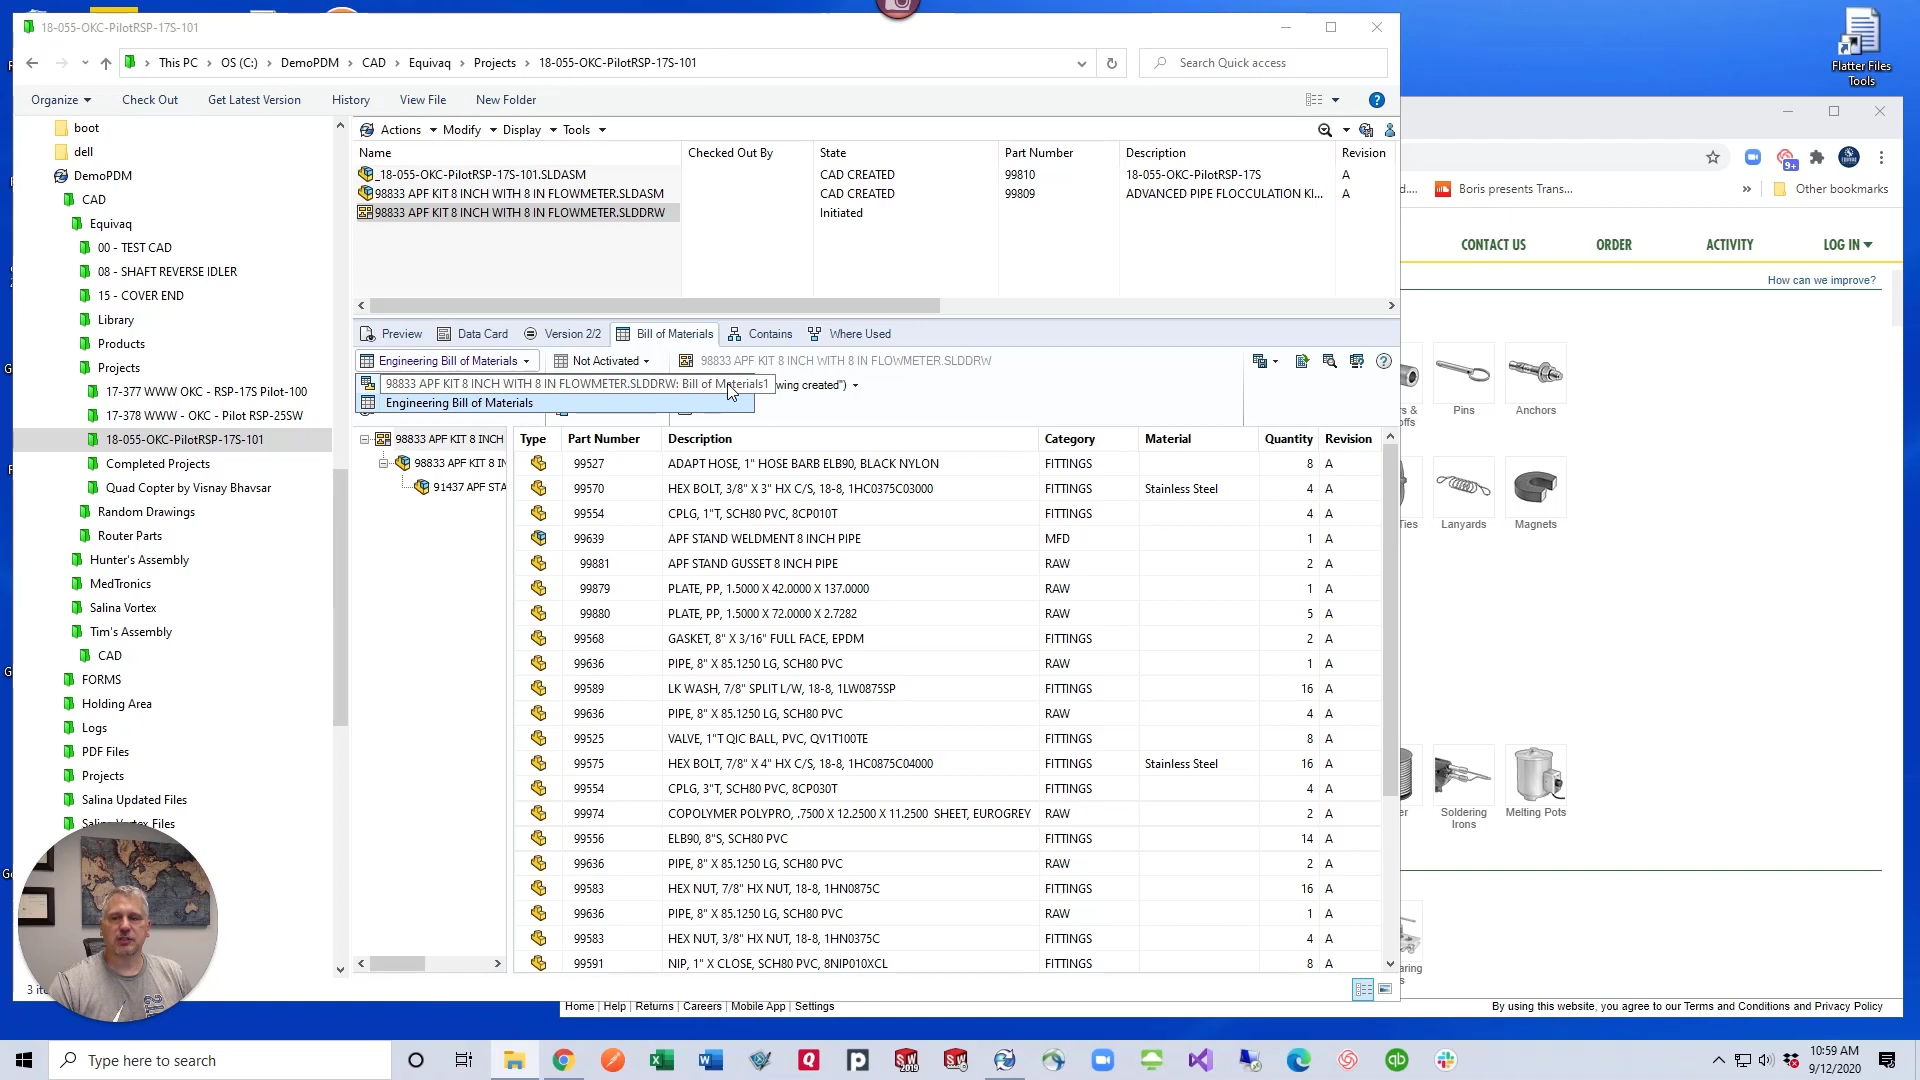 18-055-OKC-PilotRSP-17S-101
This PC
OS (C:)
DemoPDM
CAD
Equivaq
Projects
18-055-OKC-PilotRSP-17S-101
Search Quick access
Organize
Check Out
Get Latest Version
History
View File
New Folder
boot
dell
DemoPDM
CAD
Equivaq
00 - TEST CAD
08 - SHAFT REVERSE IDLER
15 - COVER END
Library
Products
Projects
17-377 WWW OKC - RSP-17S Pilot-100
17-378 WWW - OKC - Pilot RSP-25SW
18-055-OKC-PilotRSP-17S-101
Completed Projects
Quad Copter by Visnay Bhavsar
Random Drawings
Router Parts
Hunter's Assembly
MedTronics
Salina Vortex
Tim's Assembly
CAD
FORMS
Holding Area
Logs
PDF Files
Projects
Salina Updated Files
Salina Vortex Files
Actions Modify Display Tools
Name Checked Out By State Part Number Description Revision
_18-055-OKC-PilotRSP-17S-101.SLDASM CAD CREATED 99810 18-055-OKC-PilotRSP-17S A
98833 APF KIT 8 INCH WITH 8 IN FLOWMETER.SLDASM CAD CREATED 99809 ADVANCED PIPE FLOCCULATION KI... A
98833 APF KIT 8 INCH WITH 8 IN FLOWMETER.SLDDRW Initiated
Preview Data Card Version 2/2 Bill of Materials Contains Where Used
Engineering Bill of Materials Not Activated 98833 APF KIT 8 INCH WITH 8 IN FLOWMETER.SLDDRW
98833 APF KIT 8 INCH WITH 8 IN FLOWMETER.SLDDRW: Bill of Materials1 wing created")
Engineering Bill of Materials
98833 APF KIT 8 INCH
98833 APF KIT 8 IN
91437 APF STA
Type Part Number Description Category Material Quantity Revision
99527 ADAPT HOSE, 1" HOSE BARB ELB90, BLACK NYLON FITTINGS 8 A
99570 HEX BOLT, 3/8" X 3" HX C/S, 18-8, 1HC0375C03000 FITTINGS Stainless Steel 4 A
99554 CPLG, 1"T, SCH80 PVC, 8CP010T FITTINGS 4 A
99639 APF STAND WELDMENT 8 INCH PIPE MFD 1 A
99881 APF STAND GUSSET 8 INCH PIPE RAW 2 A
99879 PLATE, PP, 1.5000 X 42.0000 X 137.0000 RAW 1 A
99880 PLATE, PP, 1.5000 X 72.0000 X 2.7282 RAW 5 A
99568 GASKET, 8" X 3/16" FULL FACE, EPDM FITTINGS 2 A
99636 PIPE, 8" X 85.1250 LG, SCH80 PVC RAW 1 A
99589 LK WASH, 7/8" SPLIT L/W, 18-8, 1LW0875SP FITTINGS 16 A
99636 PIPE, 8" X 85.1250 LG, SCH80 PVC RAW 4 A
99525 VALVE, 1"T QIC BALL, PVC, QV1T100TE FITTINGS 8 A
99575 HEX BOLT, 7/8" X 4" HX C/S, 18-8, 1HC0875C04000 FITTINGS Stainless Steel 16 A
99554 CPLG, 3"T, SCH80 PVC, 8CP030T FITTINGS 4 A
99974 COPOLYMER POLYPRO, .7500 X 12.2500 X 11.2500 SHEET, EUROGREY RAW 2 A
99556 ELB90, 8"S, SCH80 PVC FITTINGS 14 A
99636 PIPE, 8" X 85.1250 LG, SCH80 PVC RAW 2 A
99583 HEX NUT, 7/8" HX NUT, 18-8, 1HN0875C FITTINGS 16 A
99636 PIPE, 8" X 85.1250 LG, SCH80 PVC RAW 1 A
99583 HEX NUT, 3/8" HX NUT, 18-8, 1HN0375C FITTINGS 4 A
99591 NIP, 1" X CLOSE, SCH80 PVC, 8NIP010XCL FITTINGS 8 A
Flatter Files
Tools
9+
Boris presents Trans...
Other bookmarks
CONTACT US ORDER ACTIVITY LOG IN
How can we improve?
Pins
Anchors
Lanyards
Magnets
Soldering
Irons
Melting Pots
Home | Help | Returns | Careers | Mobile App | Settings
By using this website, you agree to our Terms and Conditions and Privacy Policy
Type here to search
10:59 AM
9/12/2020